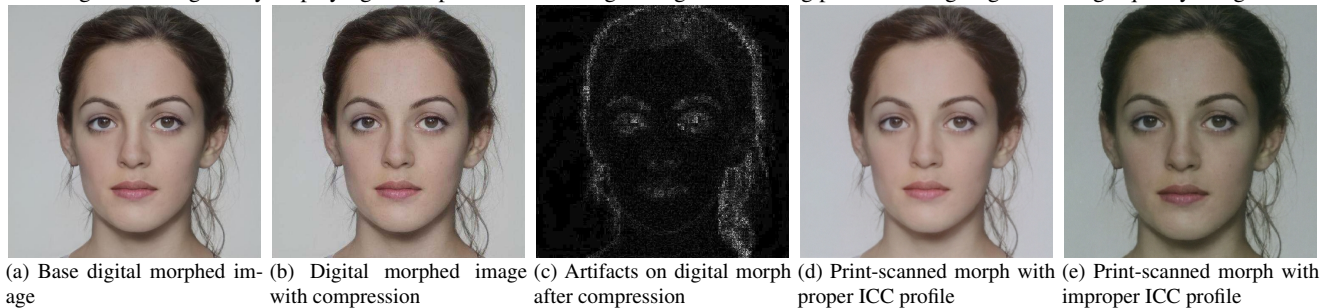 (a) Base digital morphed im- (b) Digital morphed image (c) Artifacts on digital morph (d) Print-scanned morph with (e) Print-scanned morph with
age with compression after compression proper ICC profile improper ICC profile